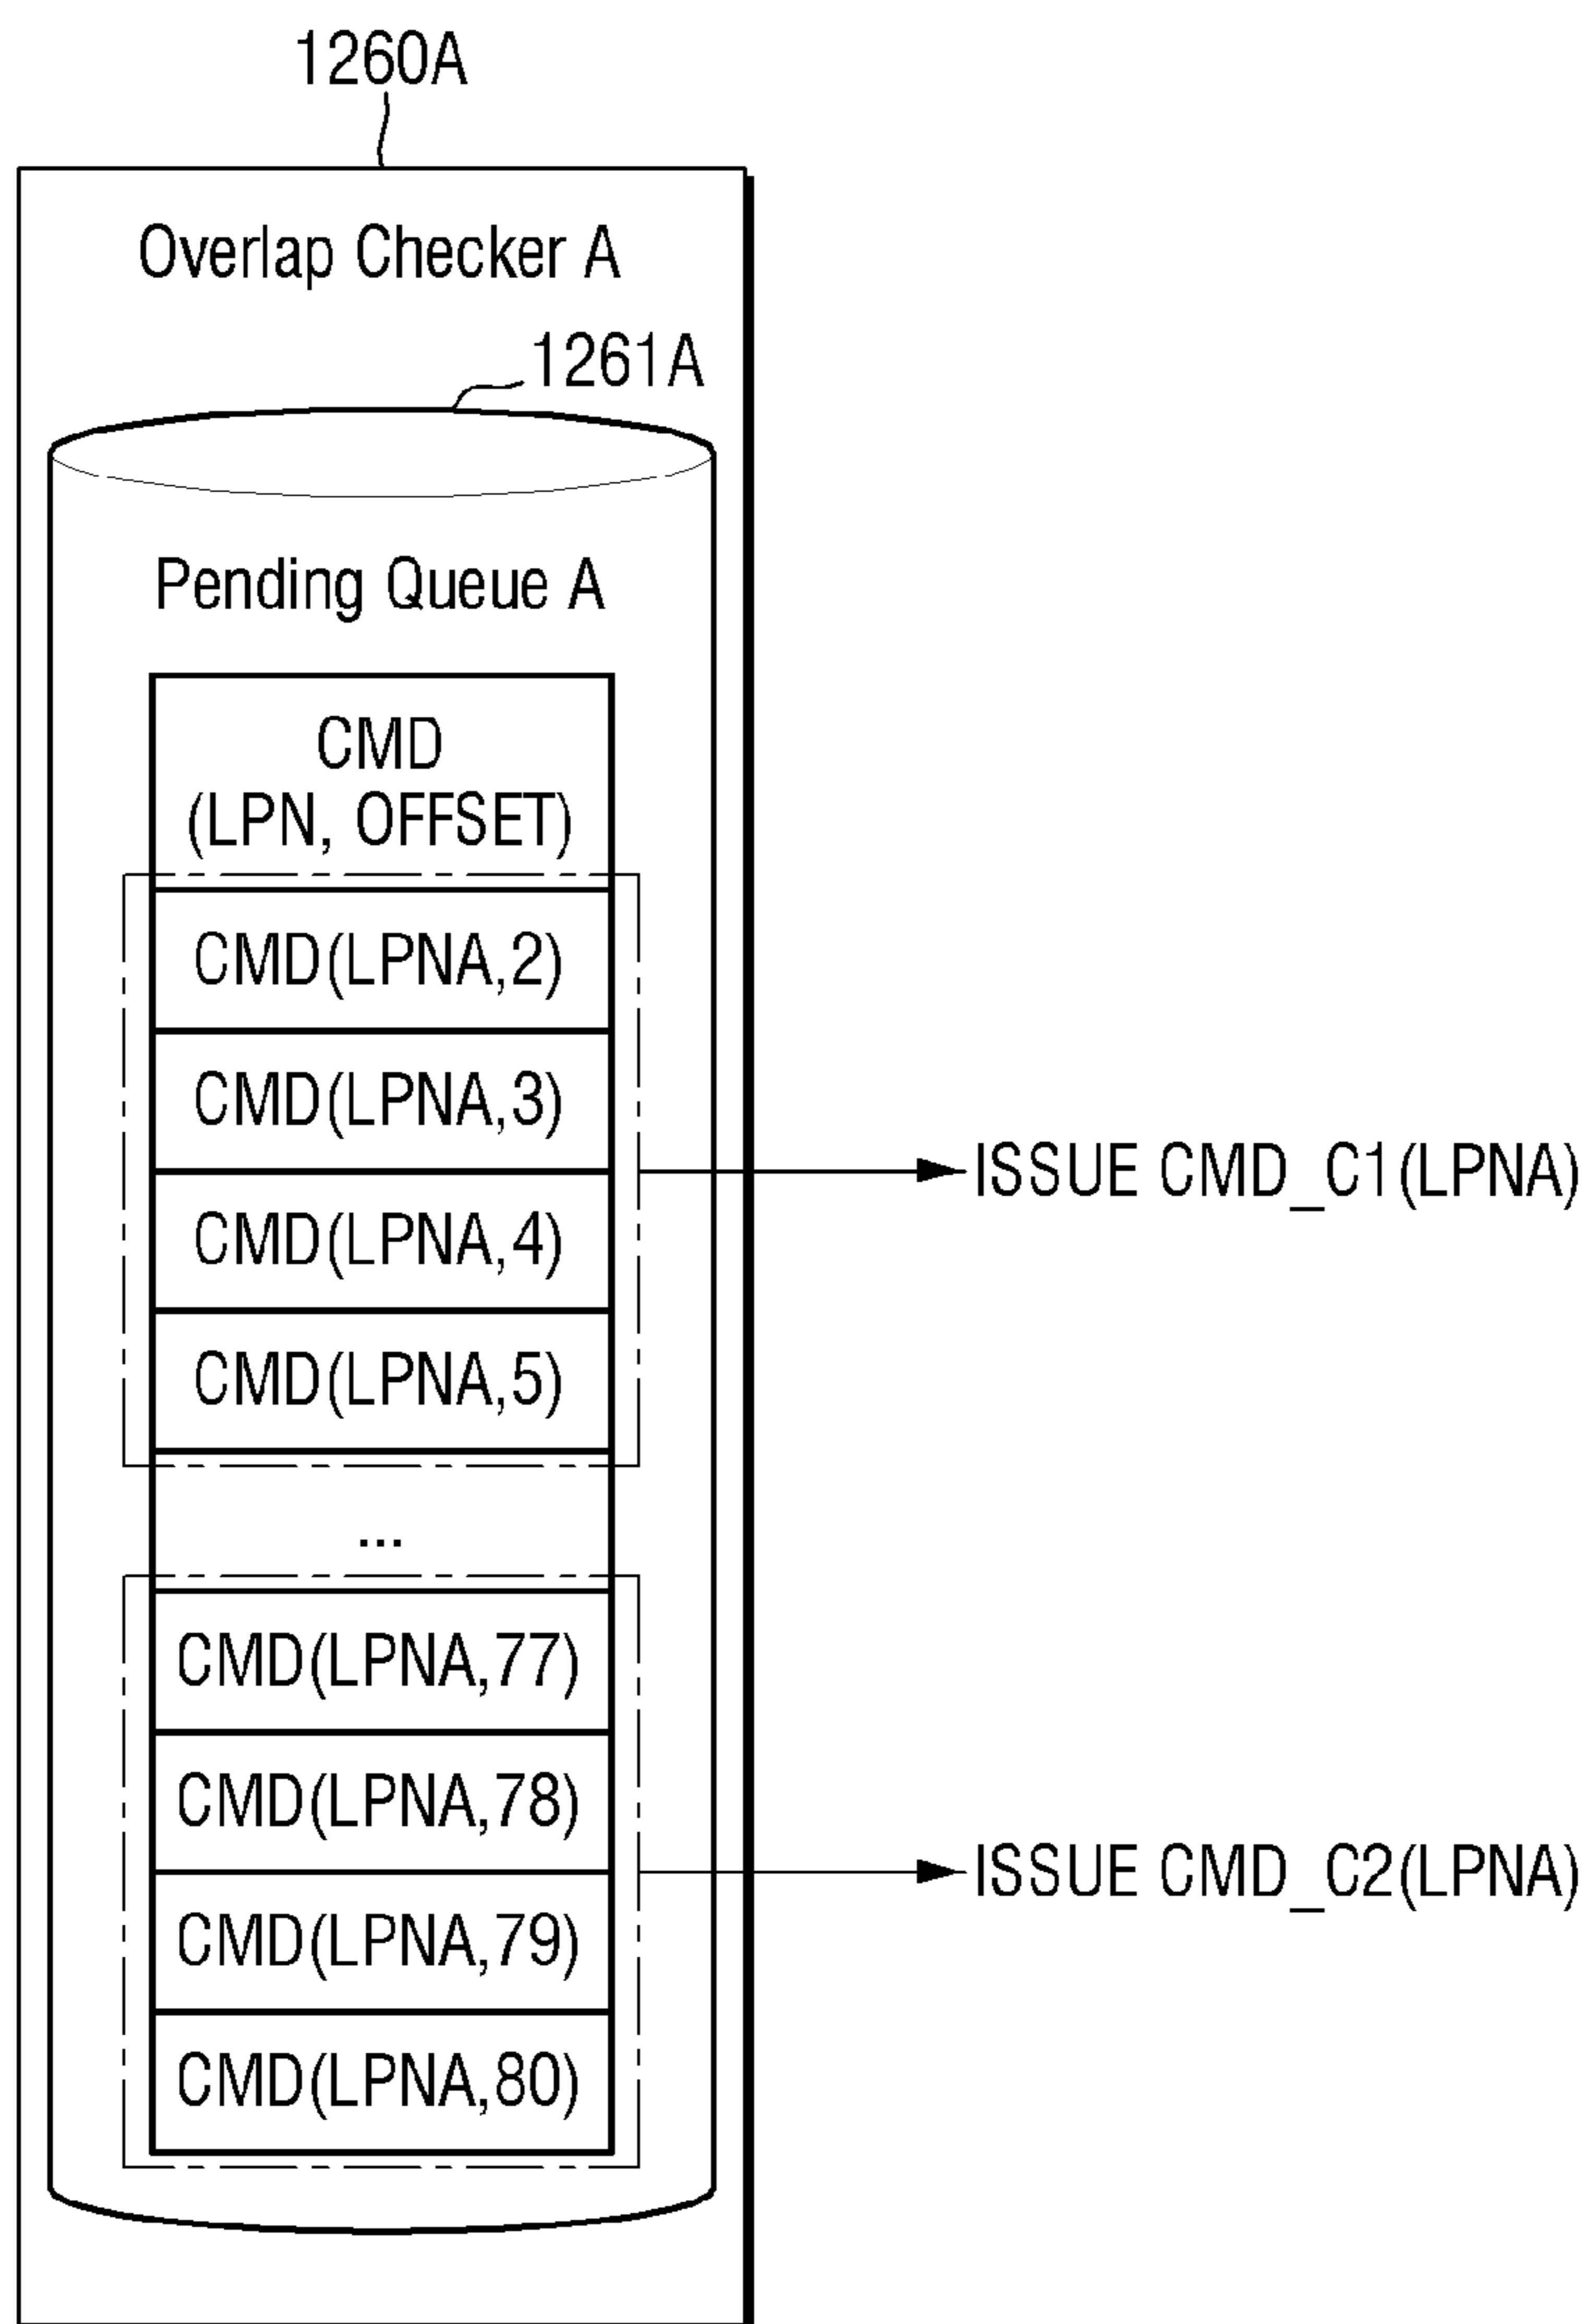 1260A
Overlap Checker A
1261A
Pending Queue A
CMD
(LPN, OFFSET)
CMD(LPNA,2)
CMD(LPNA,3)
CMD(LPNA,4)
CMD(LPNA,5)
ISSUE CMD_C1(LPNA)
...
CMD(LPNA,77)
CMD(LPNA,78)
CMD(LPNA,79)
CMD(LPNA,80)
ISSUE CMD_C2(LPNA)